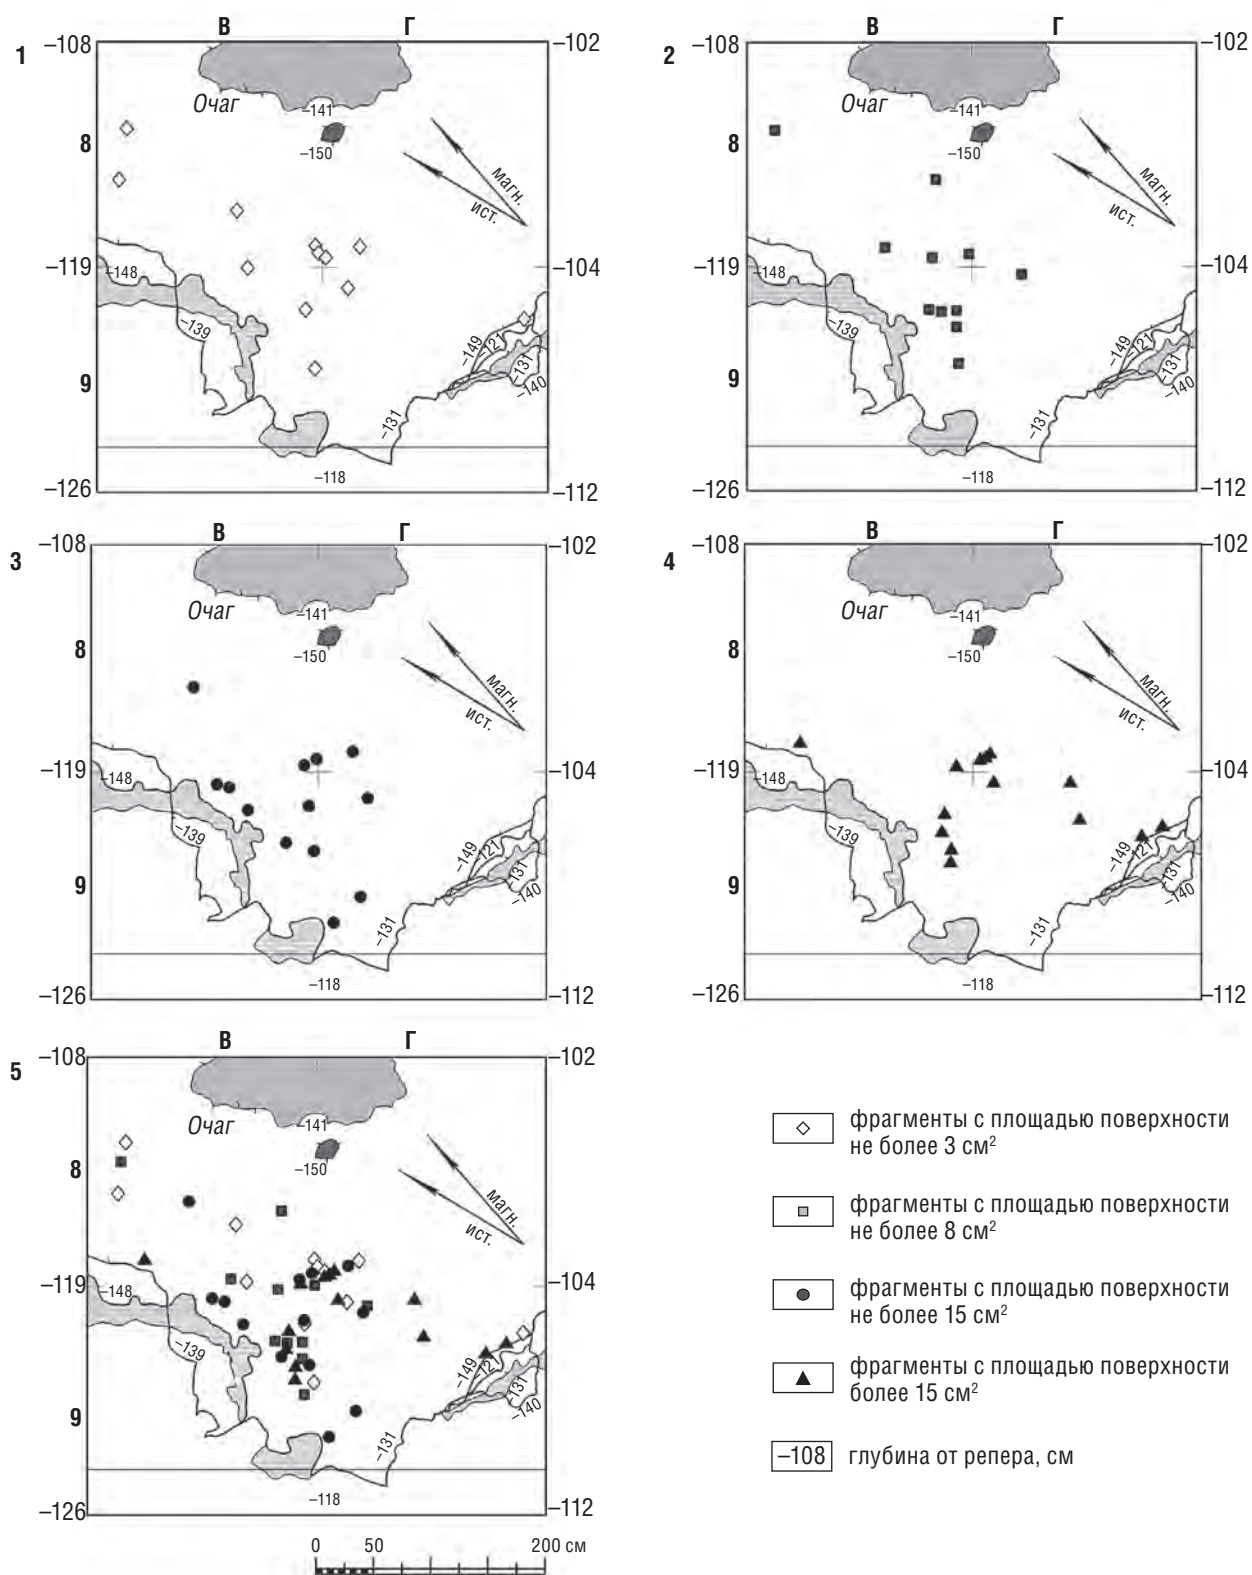 В Г
1 –108 –102
Очаг –141
8 –150
магн.
ист.
–119 –104
–148
–139
–149 –121
–131
9 –140
–131
–118
–126 –112
В Г
2 –108 –102
Очаг –141
8 –150
магн.
ист.
–119 –104
–148
–139
–149 –121
–131
9 –140
–131
–118
–126 –112
В Г
3 –108 –102
Очаг –141
8 –150
магн.
ист.
–119 –104
–148
–139
–149 –121
–131
9 –140
–131
–118
–126 –112
В Г
4 –108 –102
Очаг –141
8 –150
магн.
ист.
–119 –104
–148
–139
–149 –121
–131
9 –140
–131
–118
–126 –112
В Г
5 –108 –102
Очаг –141
8 –150
магн.
ист.
–119 –104
–148
–139
–149 –121
–131
9 –140
–131
–118
–126 –112
0 50 200 см
фрагменты с площадью поверхности
не более 3 см²
фрагменты с площадью поверхности
не более 8 см²
фрагменты с площадью поверхности
не более 15 см²
фрагменты с площадью поверхности
более 15 см²
–108 глубина от репера, см